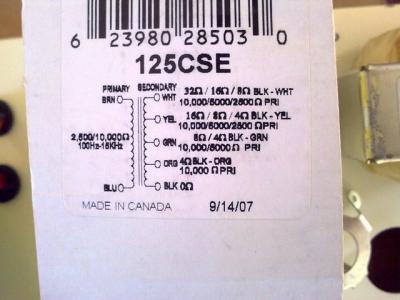 6 23980 28503 0
125CSE
PRIMARY SECONDARY
BRN WHT 32Ω / 16Ω / 8Ω BLK - WHT
10,000/5000/2500 Ω PRI
YEL 16Ω / 8Ω / 4Ω BLK - YEL
10,000/5000/2500 Ω PRI
2,500/10,000Ω
100Hz-15KHz
GRN 8Ω / 4Ω BLK - GRN
10,000/5000 Ω PRI
ORG 4Ω BLK - ORG
10,000 Ω PRI
BLU BLK 0Ω
MADE IN CANADA 9/14/07